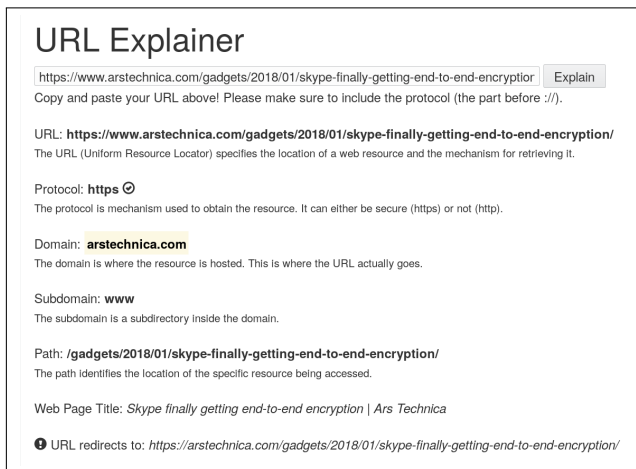 URL Explainer
https://www.arstechnica.com/gadgets/2018/01/skype-finally-getting-end-to-end-encryptior Explain
Copy and paste your URL above! Please make sure to include the protocol (the part before ://).
URL: https://www.arstechnica.com/gadgets/2018/01/skype-finally-getting-end-to-end-encryption/
The URL (Uniform Resource Locator) specifies the location of a web resource and the mechanism for retrieving it.
Protocol: https
The protocol is mechanism used to obtain the resource. It can either be secure (https) or not (http).
Domain: arstechnica.com
The domain is where the resource is hosted. This is where the URL actually goes.
Subdomain: www
The subdomain is a subdirectory inside the domain.
Path: /gadgets/2018/01/skype-finally-getting-end-to-end-encryption/
The path identifies the location of the specific resource being accessed.
Web Page Title: Skype finally getting end-to-end encryption | Ars Technica
URL redirects to: https://arstechnica.com/gadgets/2018/01/skype-finally-getting-end-to-end-encryption/